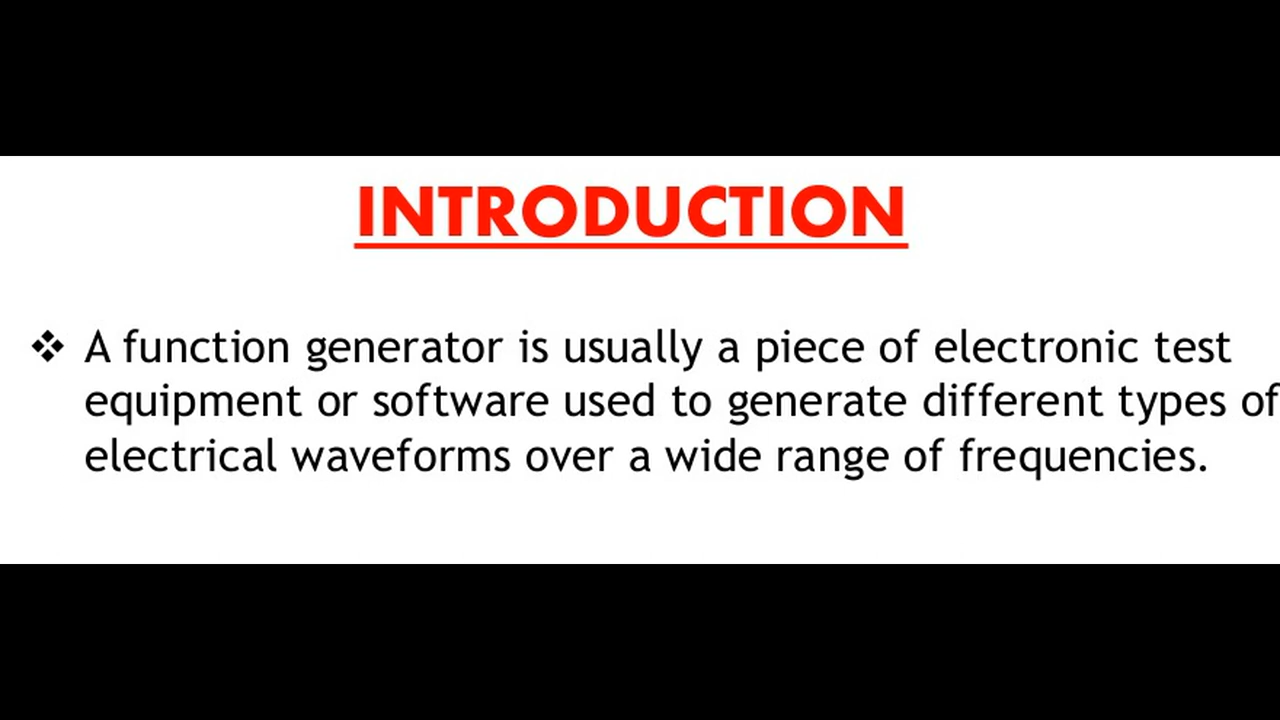 INTRODUCTION
❖ A function generator is usually a piece of electronic test
equipment or software used to generate different types of
electrical waveforms over a wide range of frequencies.